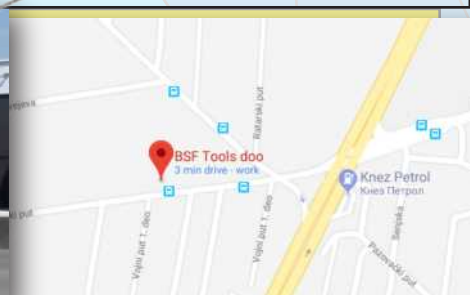 Ratarski put
BSF Tools doo
3 min drive - work
Knez Petrol
Кнез Петрол
Vojni put 1. deo
Vojni put 1. deo
Senjska
Pazovački put
put